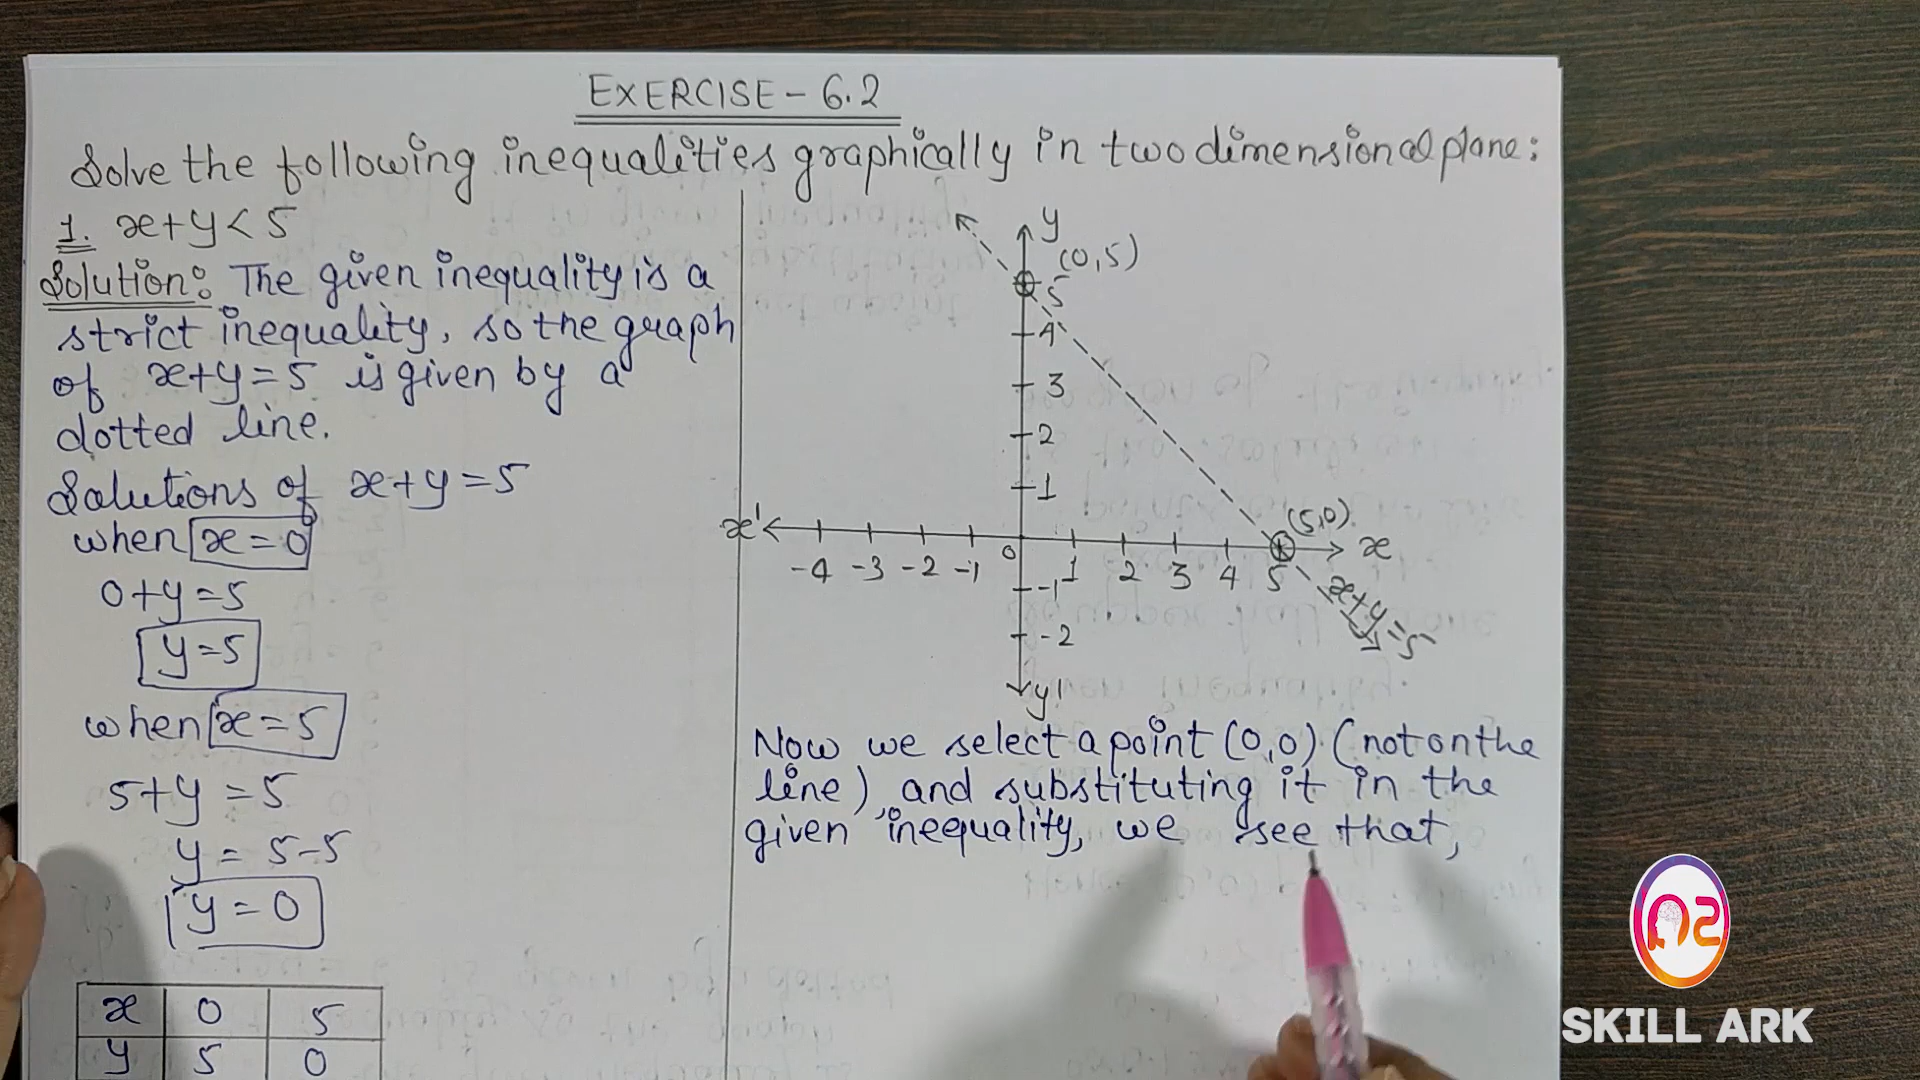 EXERCISE - 6.2
Solve the following inequalities graphically in two dimensional plane:
1. x+y<5
Solution: The given inequality is a
strict inequality, so the graph
of x+y=5 is given by a
dotted line.
Solutions of x+y=5
when x=0
0+y=5
y=5
when x=5
5+y=5
y=5-5
y=0
x 0 5
y 5 0
y
(0,5)
5
4
3
2
1
(5,0)
x' x
-4 -3 -2 -1 0 1 2 3 4 5
-1
x+y=5
-2
y'
Now we select a point (0,0) (not on the
line), and substituting it in the
given inequality, we see that,
SKILL ARK